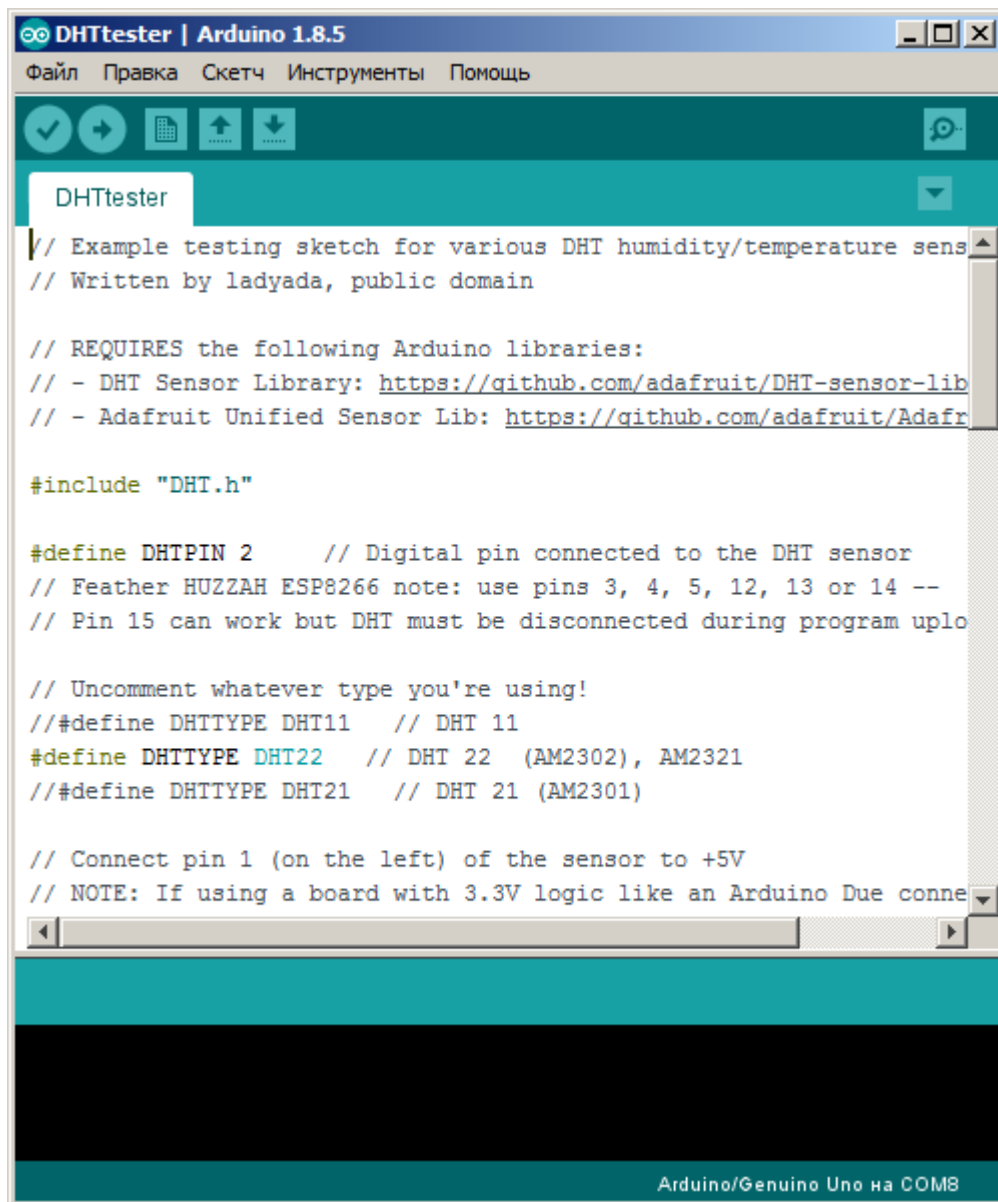 DHTtester | Arduino 1.8.5
Файл Правка Скетч Инструменты Помощь
DHTtester
// Example testing sketch for various DHT humidity/temperature sens
// Written by ladyada, public domain
// REQUIRES the following Arduino libraries:
// - DHT Sensor Library: https://github.com/adafruit/DHT-sensor-lib
// - Adafruit Unified Sensor Lib: https://github.com/adafruit/Adafr
#include "DHT.h"
#define DHTPIN 2     // Digital pin connected to the DHT sensor
// Feather HUZZAH ESP8266 note: use pins 3, 4, 5, 12, 13 or 14 --
// Pin 15 can work but DHT must be disconnected during program uplo
// Uncomment whatever type you're using!
//#define DHTTYPE DHT11   // DHT 11
#define DHTTYPE DHT22   // DHT 22  (AM2302), AM2321
//#define DHTTYPE DHT21   // DHT 21 (AM2301)
// Connect pin 1 (on the left) of the sensor to +5V
// NOTE: If using a board with 3.3V logic like an Arduino Due conne
Arduino/Genuino Uno на COM8